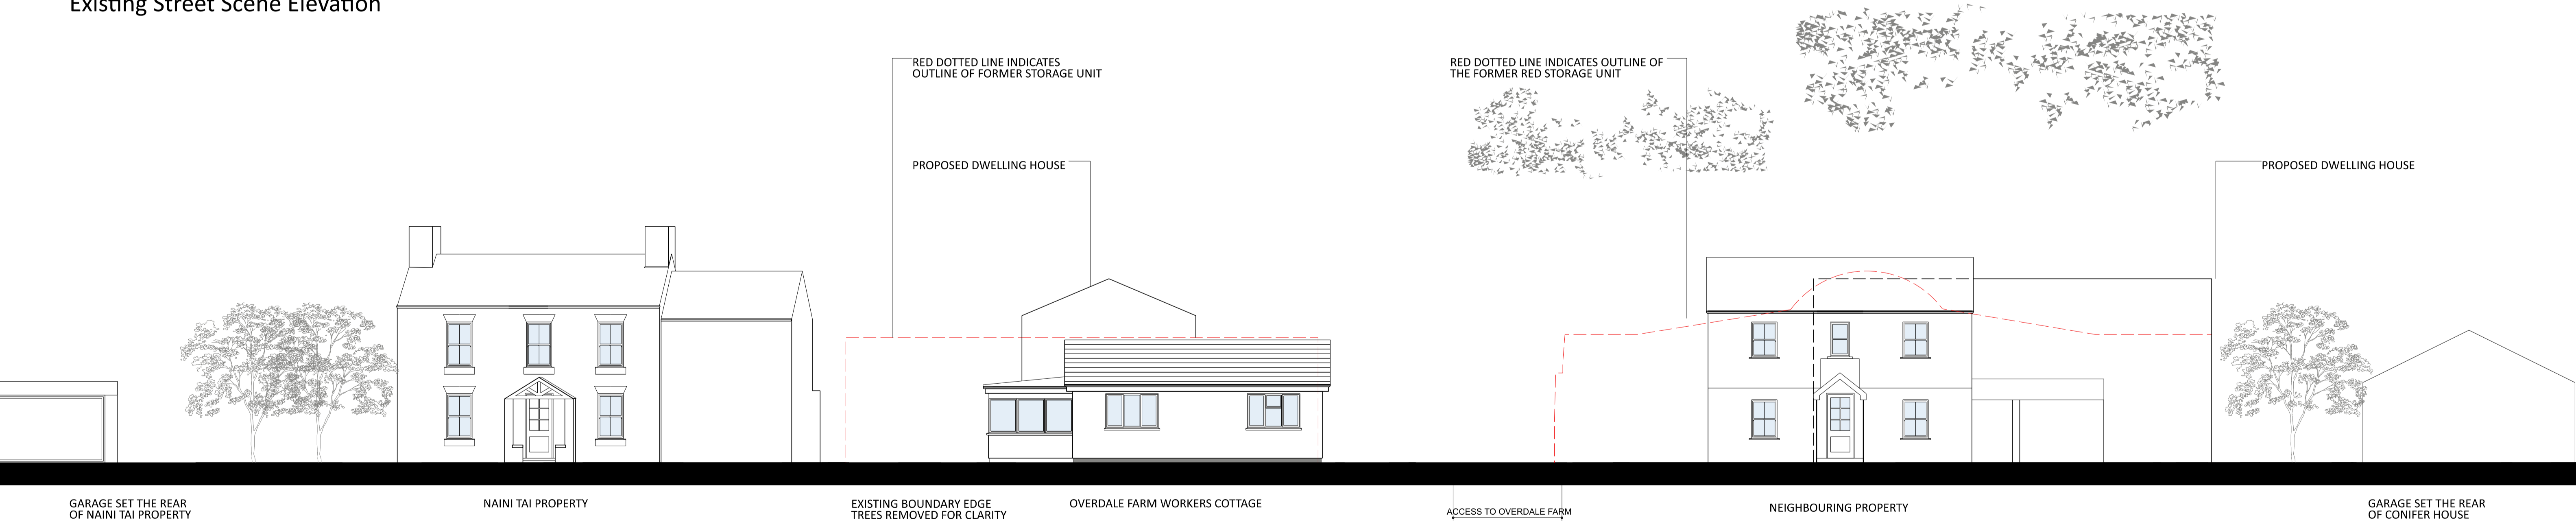 Existing Street Scene Elevation
RED DOTTED LINE INDICATES
OUTLINE OF FORMER STORAGE UNIT
PROPOSED DWELLING HOUSE
RED DOTTED LINE INDICATES OUTLINE OF
THE FORMER RED STORAGE UNIT
PROPOSED DWELLING HOUSE
GARAGE SET THE REAR
OF NAINI TAI PROPERTY
NAINI TAI PROPERTY
EXISTING BOUNDARY EDGE
TREES REMOVED FOR CLARITY
OVERDALE FARM WORKERS COTTAGE
ACCESS TO OVERDALE FARM
NEIGHBOURING PROPERTY
GARAGE SET THE REAR
OF CONIFER HOUSE